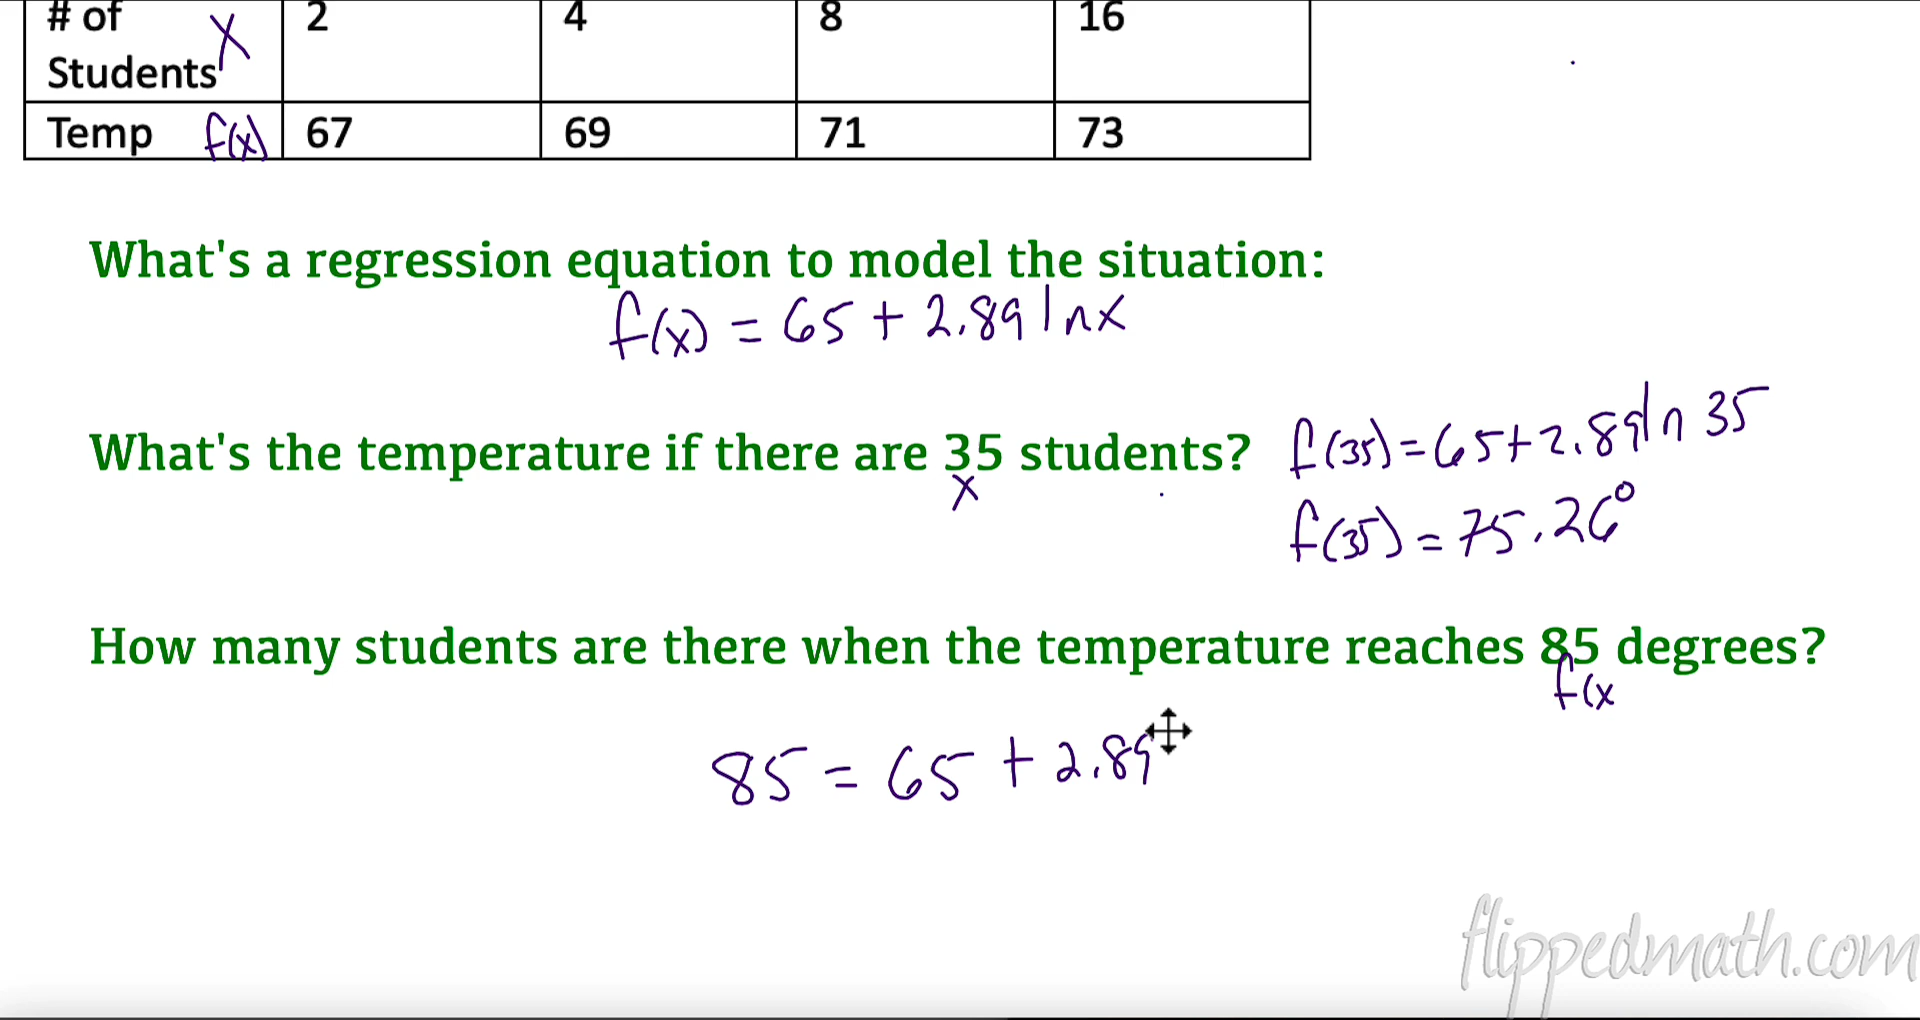 # of X 2 4 8 16
Students
Temp f(x) 67 69 71 73
What's a regression equation to model the situation:
f(x) = 65 + 2.89 ln x
What's the temperature if there are 35 students? f(35) = 65 + 2.89 ln 35
x
f(35) = 75.26°
How many students are there when the temperature reaches 85 degrees?
f(x
85 = 65 + 2.89
flippedmath.com